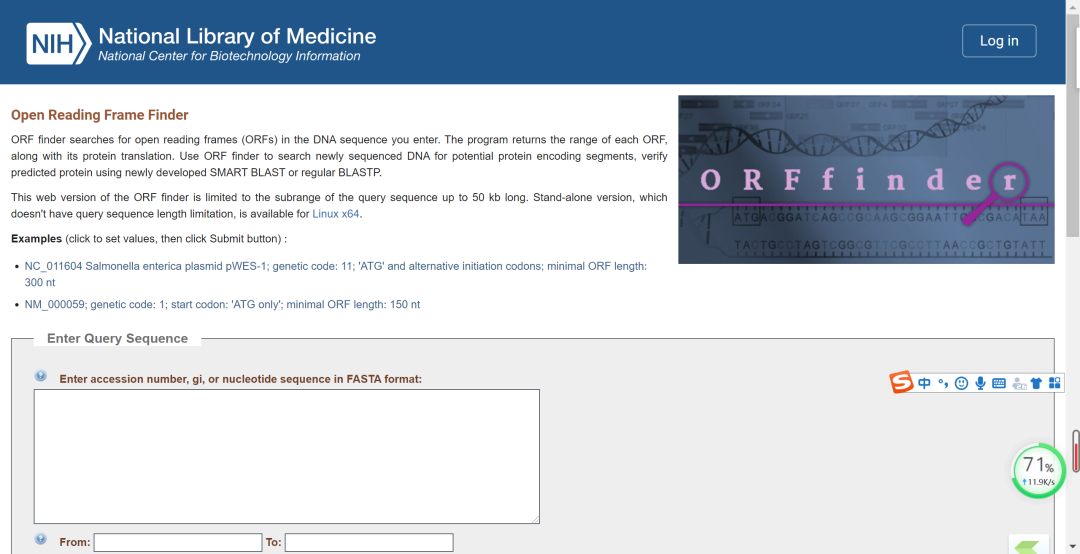 NIH
National Library of Medicine
National Center for Biotechnology Information
Log in
Open Reading Frame Finder
ORF finder searches for open reading frames (ORFs) in the DNA sequence you enter. The program returns the range of each ORF,
along with its protein translation. Use ORF finder to search newly sequenced DNA for potential protein encoding segments, verify
predicted protein using newly developed SMART BLAST or regular BLASTP.
This web version of the ORF finder is limited to the subrange of the query sequence up to 50 kb long. Stand-alone version, which
doesn't have query sequence length limitation, is available for Linux x64.
Examples (click to set values, then click Submit button) :
• NC_011604 Salmonella enterica plasmid pWES-1; genetic code: 11; 'ATG' and alternative initiation codons; minimal ORF length:
300 nt
• NM_000059; genetic code: 1; start codon: 'ATG only'; minimal ORF length: 150 nt
ORFfinder
TACTGCCTAGTCGGCGTTCGCCTTAACCGCTGTATT
Enter Query Sequence
Enter accession number, gi, or nucleotide sequence in FASTA format:
S 中
71%
↑11.9K/s
From: To: